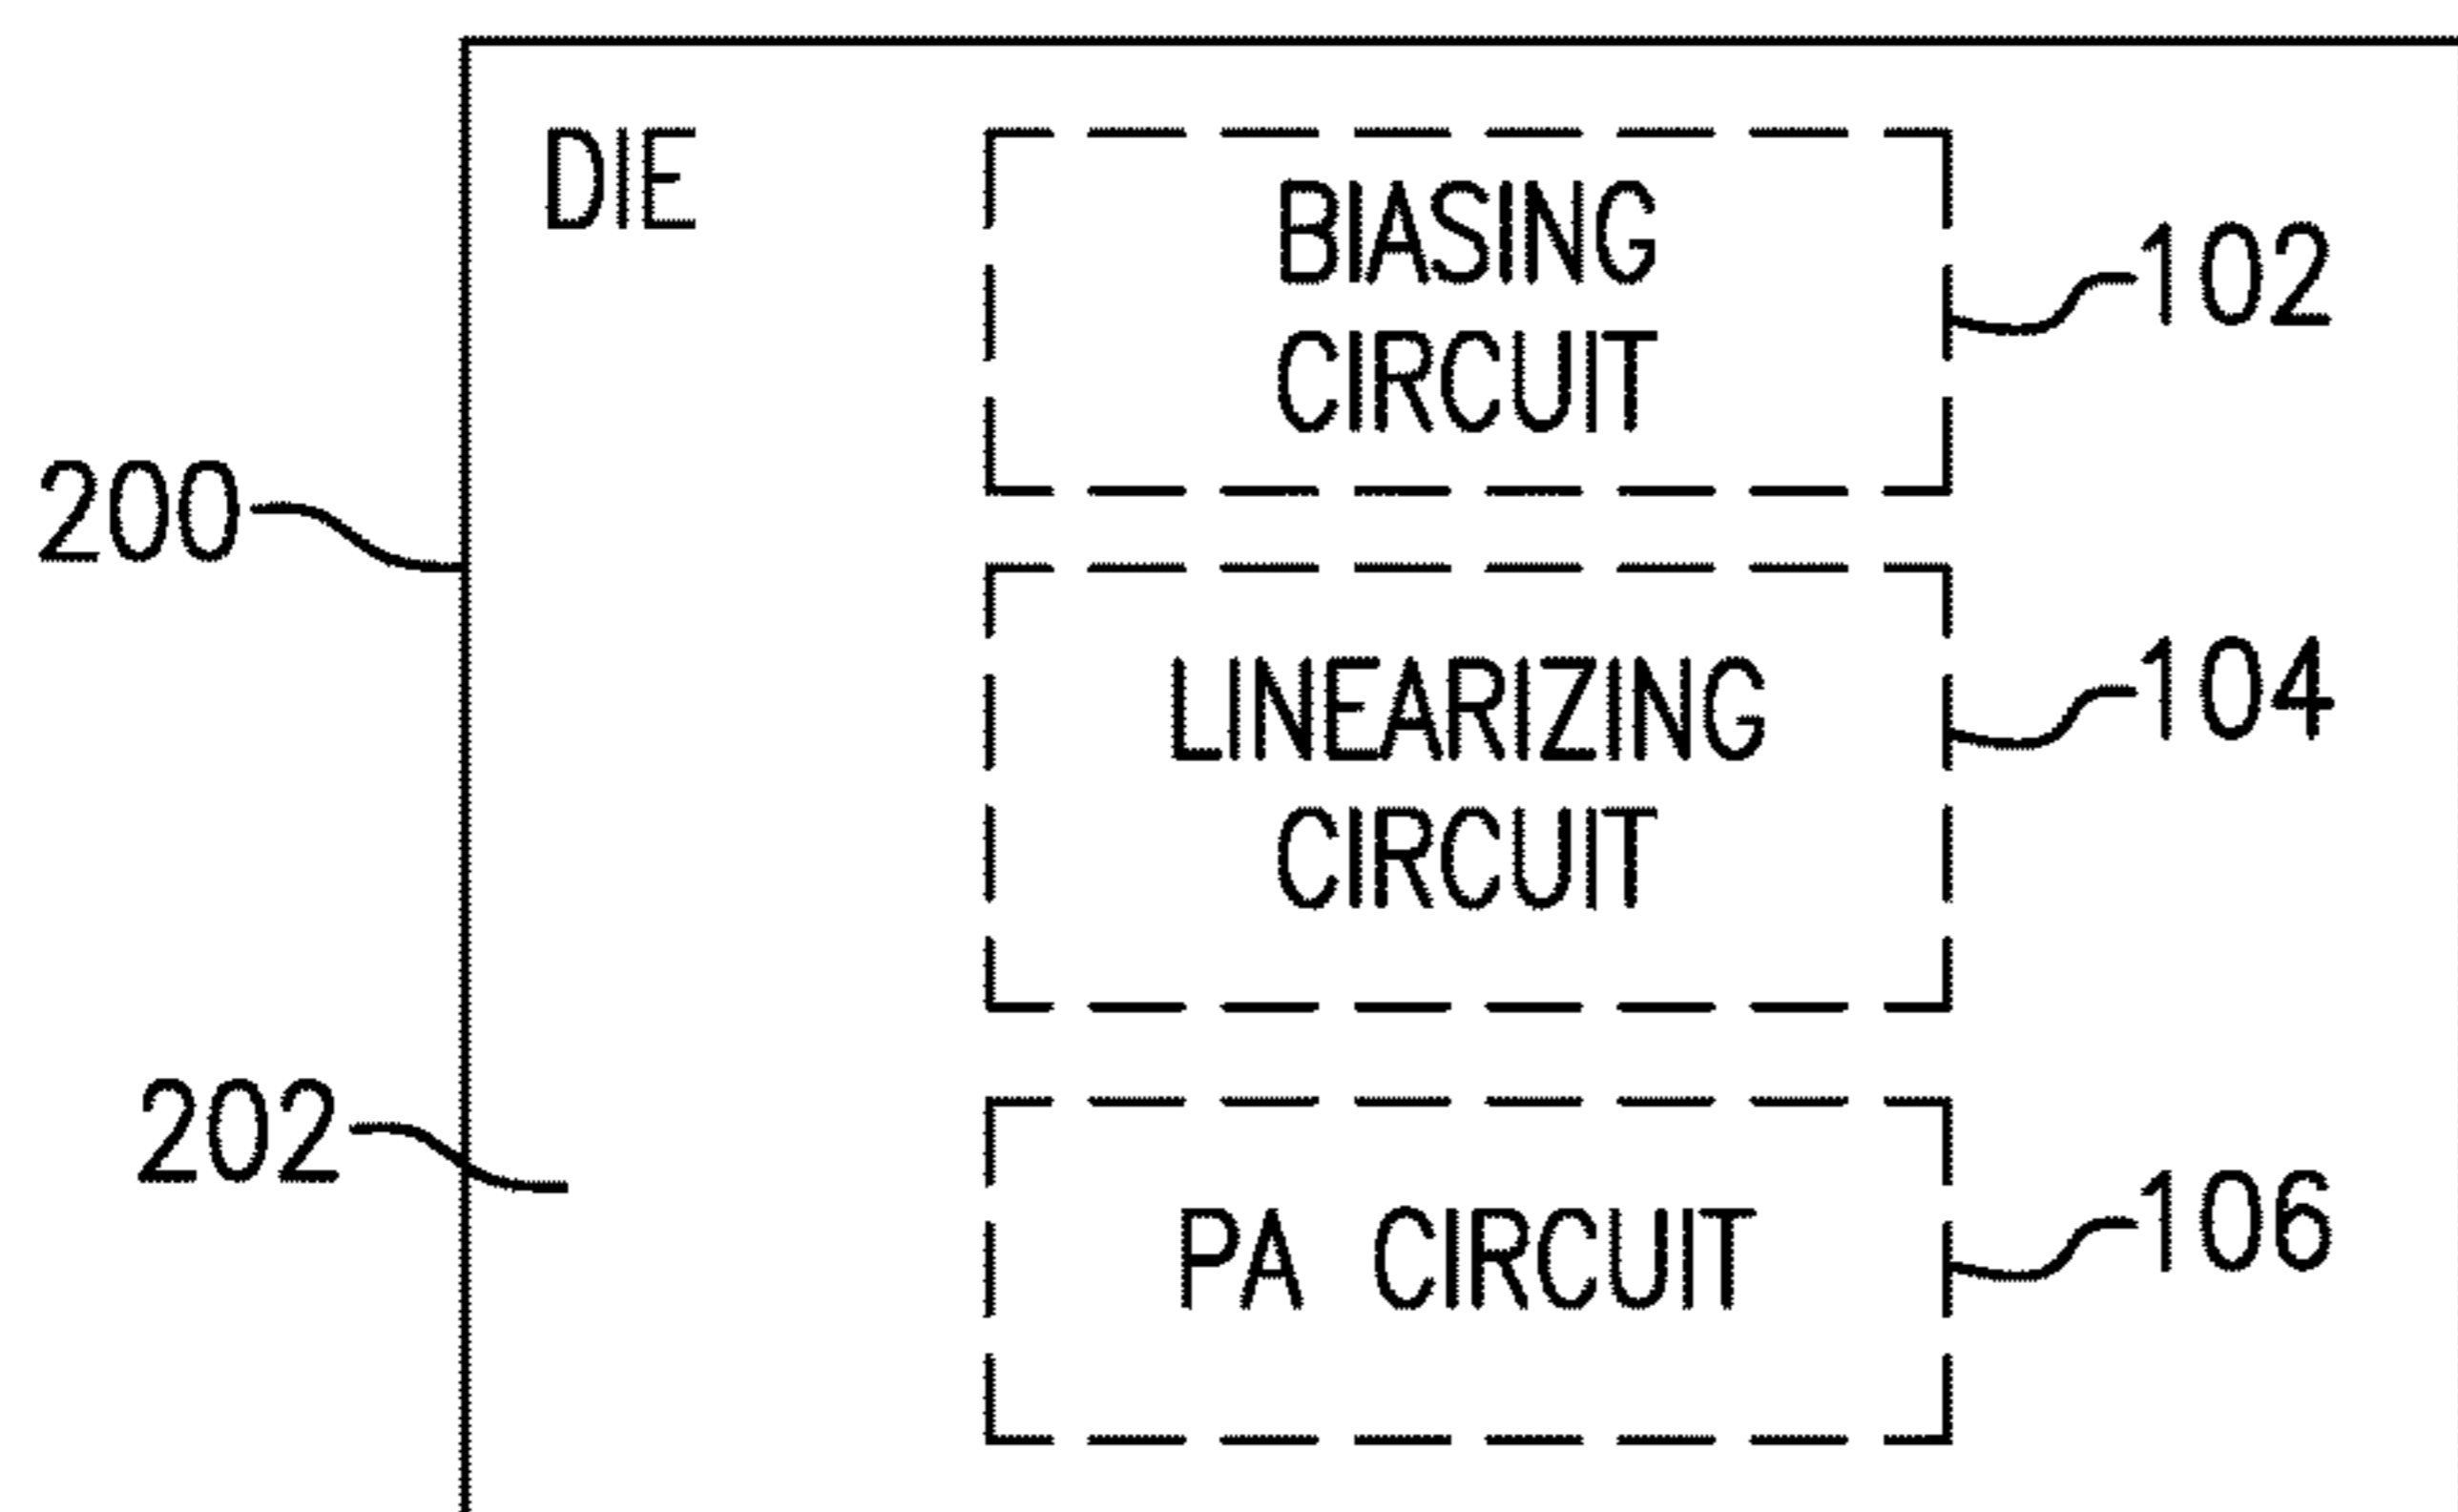 DIE
BIASING
CIRCUIT
102
200
LINEARIZING
CIRCUIT
104
202
PA CIRCUIT
106